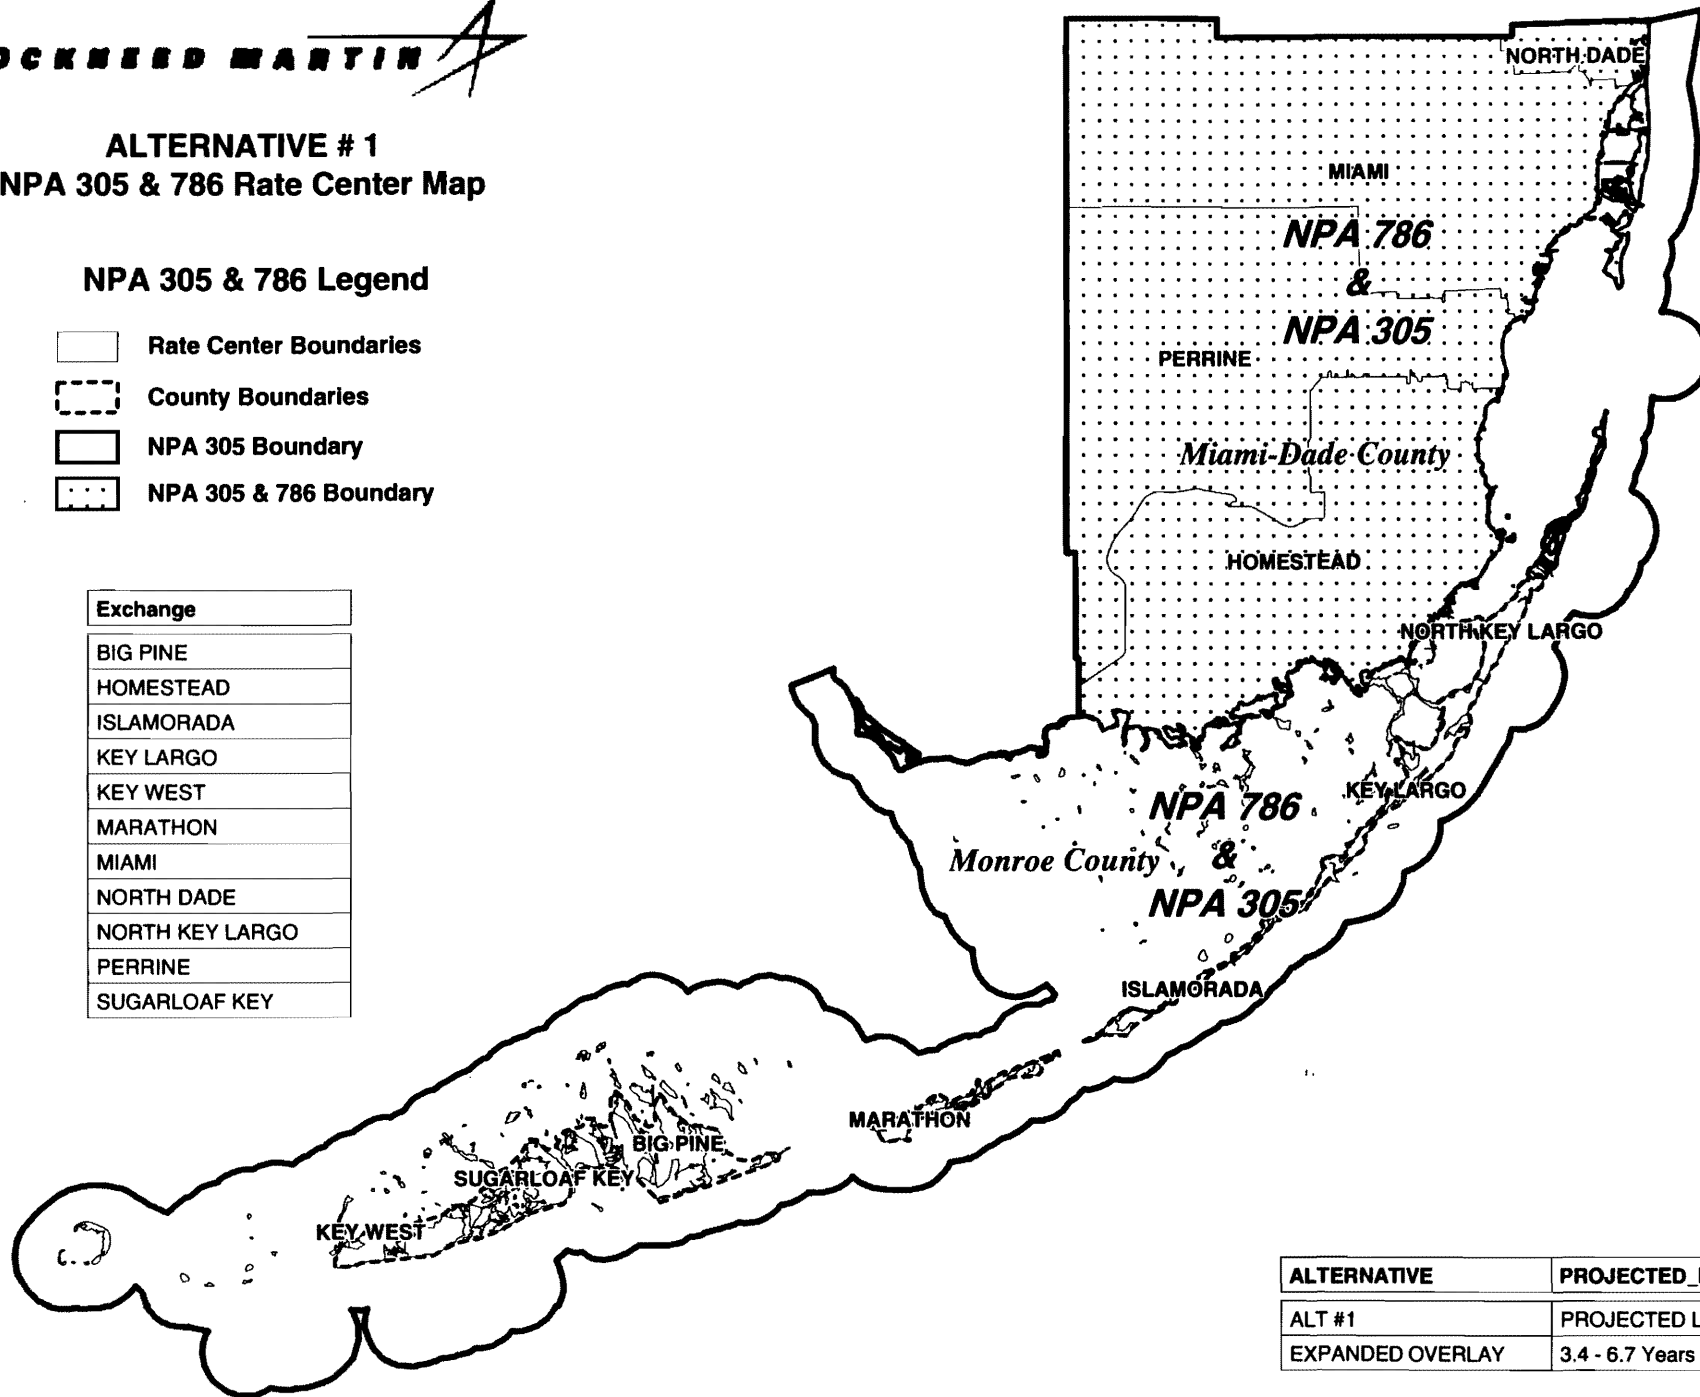 OCKHEED MARTIN
ALTERNATIVE # 1
NPA 305 & 786 Rate Center Map
NPA 305 & 786 Legend
Rate Center Boundaries
County Boundaries
NPA 305 Boundary
NPA 305 & 786 Boundary
Exchange
BIG PINE
HOMESTEAD
ISLAMORADA
KEY LARGO
KEY WEST
MARATHON
MIAMI
NORTH DADE
NORTH KEY LARGO
PERRINE
SUGARLOAF KEY
NORTH DADE
MIAMI
NPA 786
&
NPA 305
PERRINE
Miami-Dade County
HOMESTEAD
NORTH KEY LARGO
KEY LARGO
NPA 786
Monroe County
&
NPA 305
ISLAMORADA
MARATHON
BIG PINE
SUGARLOAF KEY
KEY WEST
ALTERNATIVE PROJECTED_
ALT #1 PROJECTED L
EXPANDED OVERLAY 3.4 - 6.7 Years